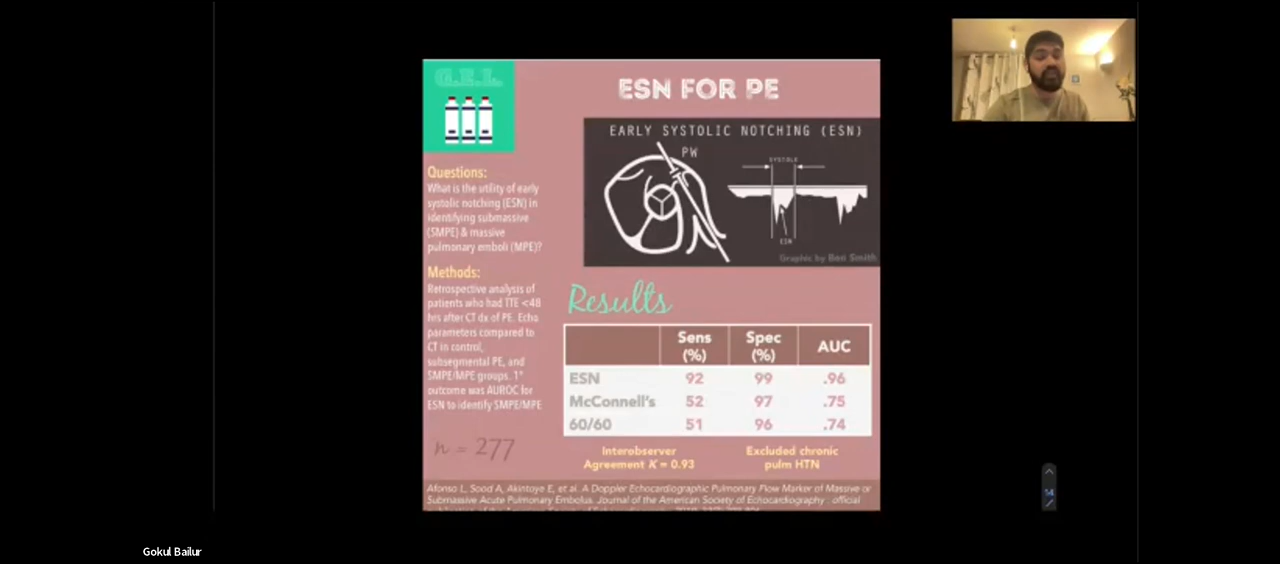 G.E.L.
ESN FOR PE
EARLY SYSTOLIC NOTCHING (ESN)
PW
SYSTOLE
ESN
Graphic by Ben Smith
Questions:
What is the utility of early
systolic notching (ESN) in
identifying submassive
(SMPE) & massive
pulmonary emboli (MPE)?
Methods:
Retrospective analysis of
patients who had TTE <48
hrs after CT dx of PE. Echo
parameters compared to
CT in control,
subsegmental PE, and
SMPE/MPE groups. 1°
outcome was AUROC for
ESN to identify SMPE/MPE
n = 277
Results
Sens (%) Spec (%) AUC
ESN 92 99 .96
McConnell's 52 97 .75
60/60 51 96 .74
Interobserver
Agreement K = 0.93
Excluded chronic
pulm HTN
Afonso L, Sood A, Akintoye E, et al. A Doppler Echocardiographic Pulmonary Flow Marker of Massive or
Submassive Acute Pulmonary Embolus. Journal of the American Society of Echocardiography : official
14
Gokul Bailur